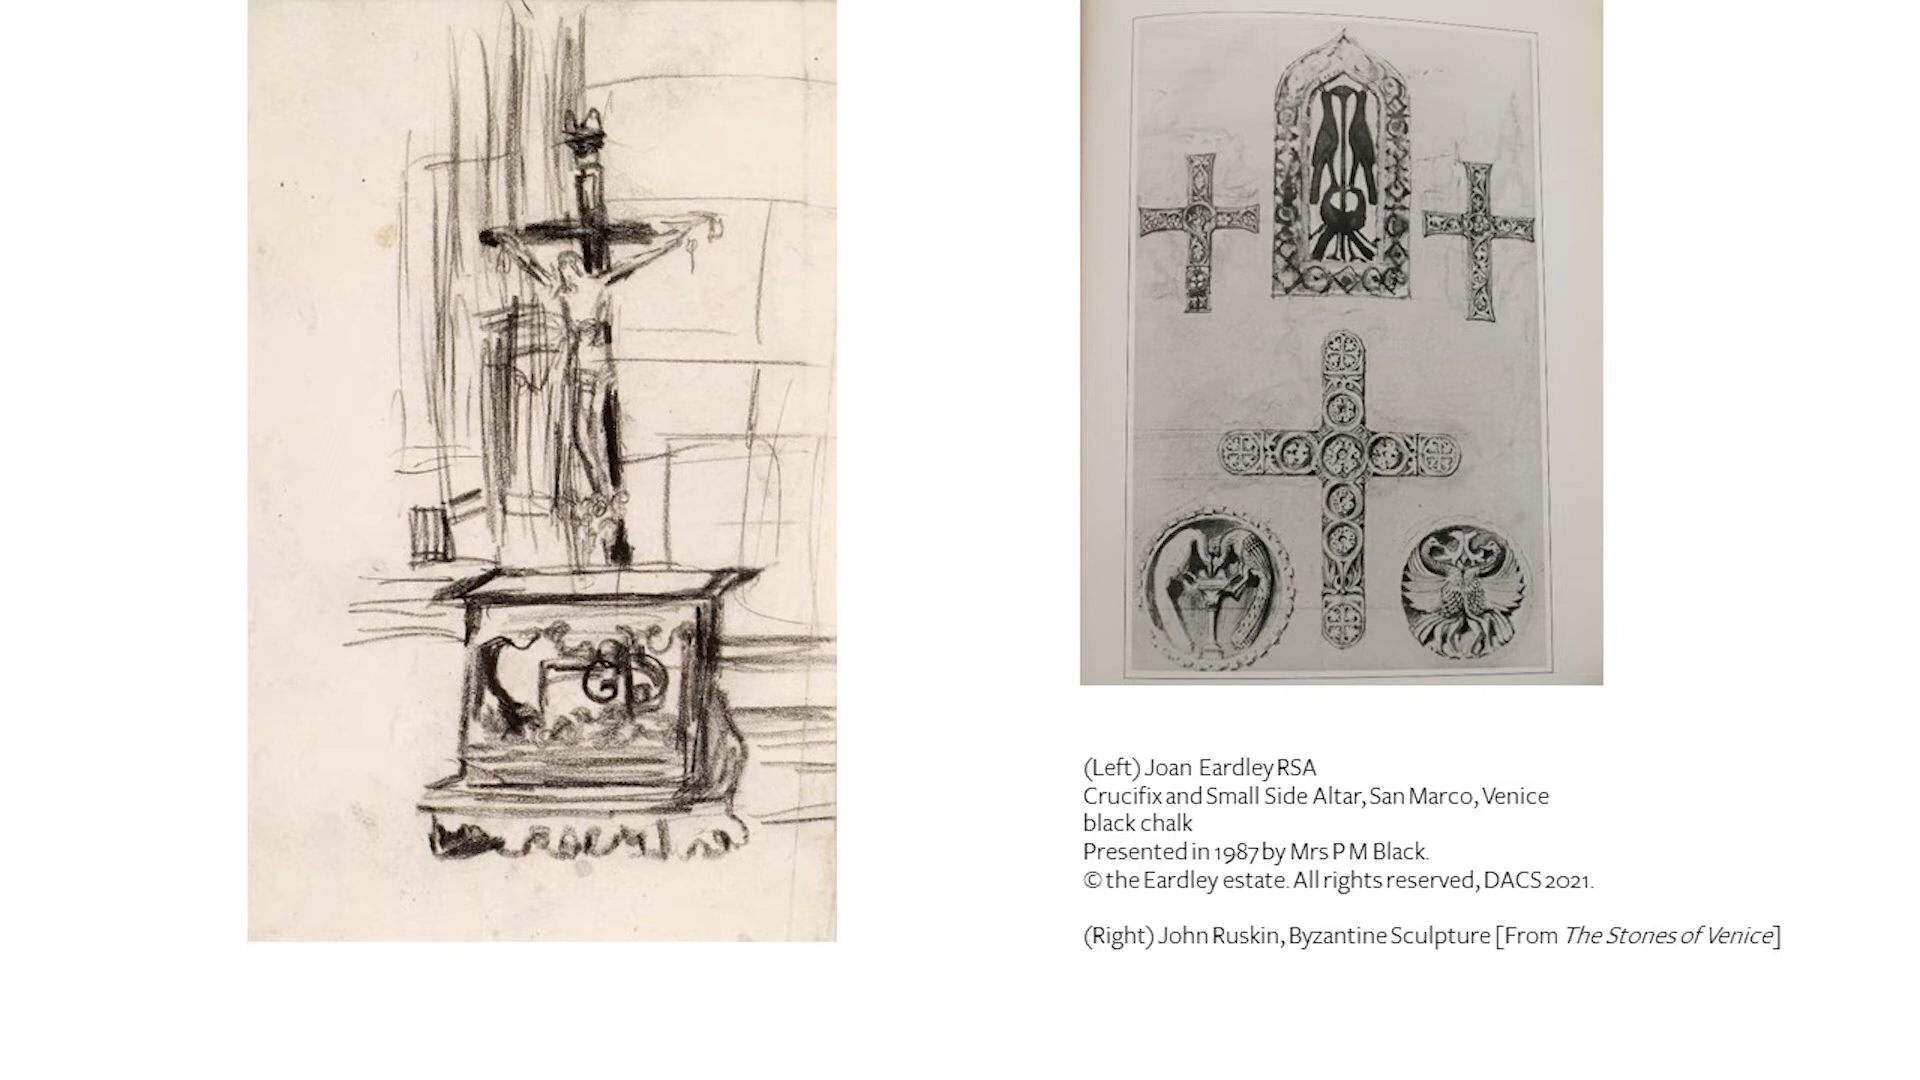 (Left) Joan Eardley RSA
Crucifix and Small Side Altar, San Marco, Venice
black chalk
Presented in 1987 by Mrs P M Black.
© the Eardley estate. All rights reserved, DACS 2021.
(Right) John Ruskin, Byzantine Sculpture [From The Stones of Venice]